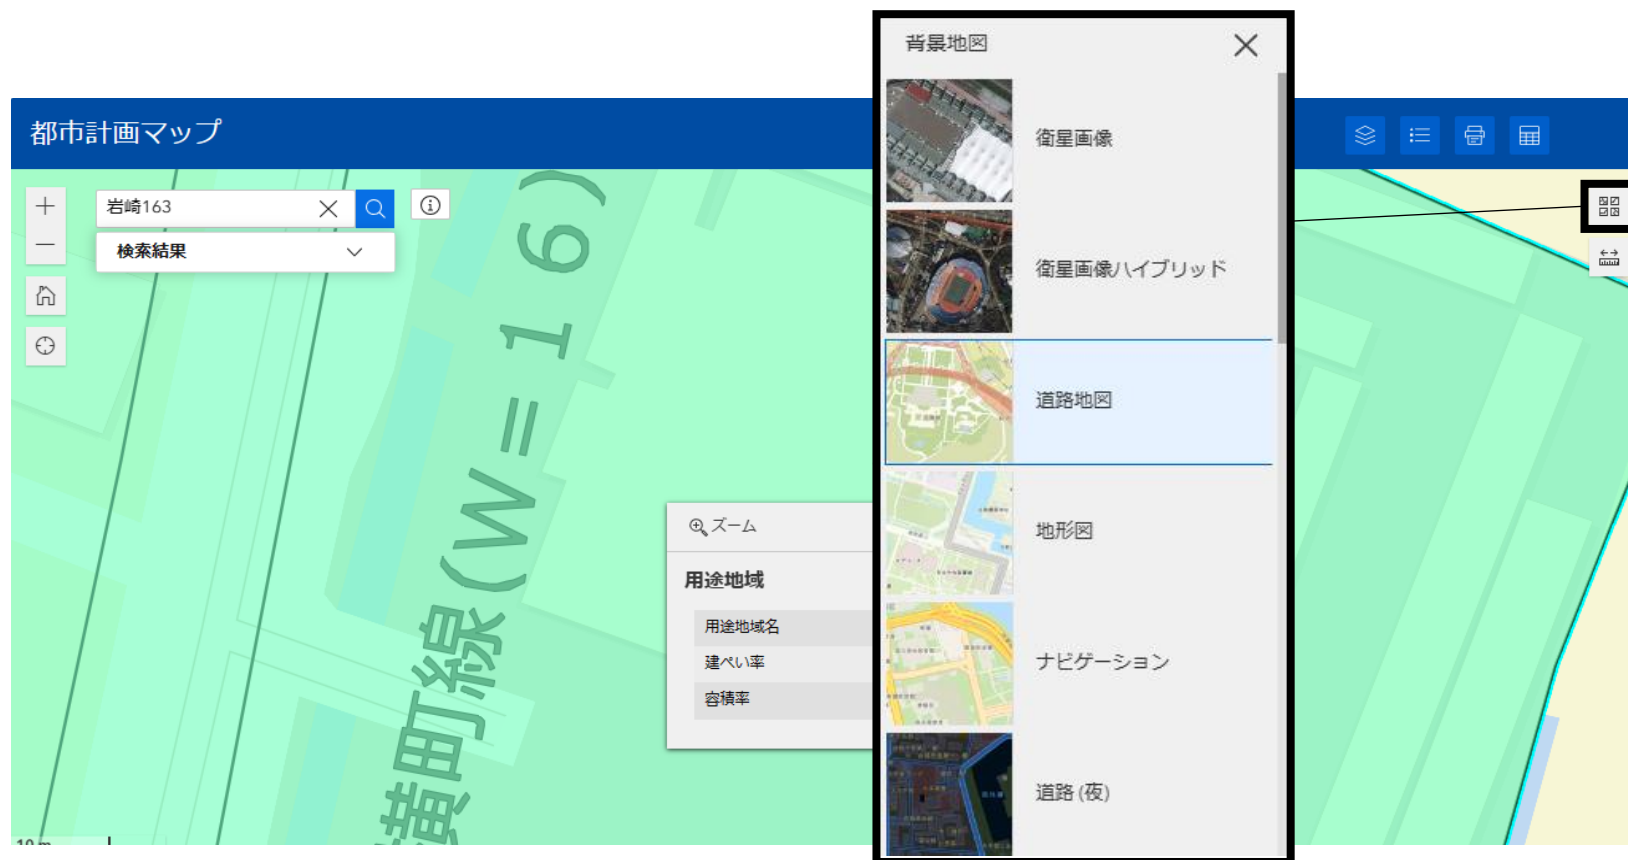 背景地図
都市計画マップ
岩崎163
検索結果
横町線(W=16)
ズーム
用途地域
用途地域名
建ぺい率
容積率
衛星画像
衛星画像ハイブリッド
道路地図
地形図
ナビゲーション
道路(夜)